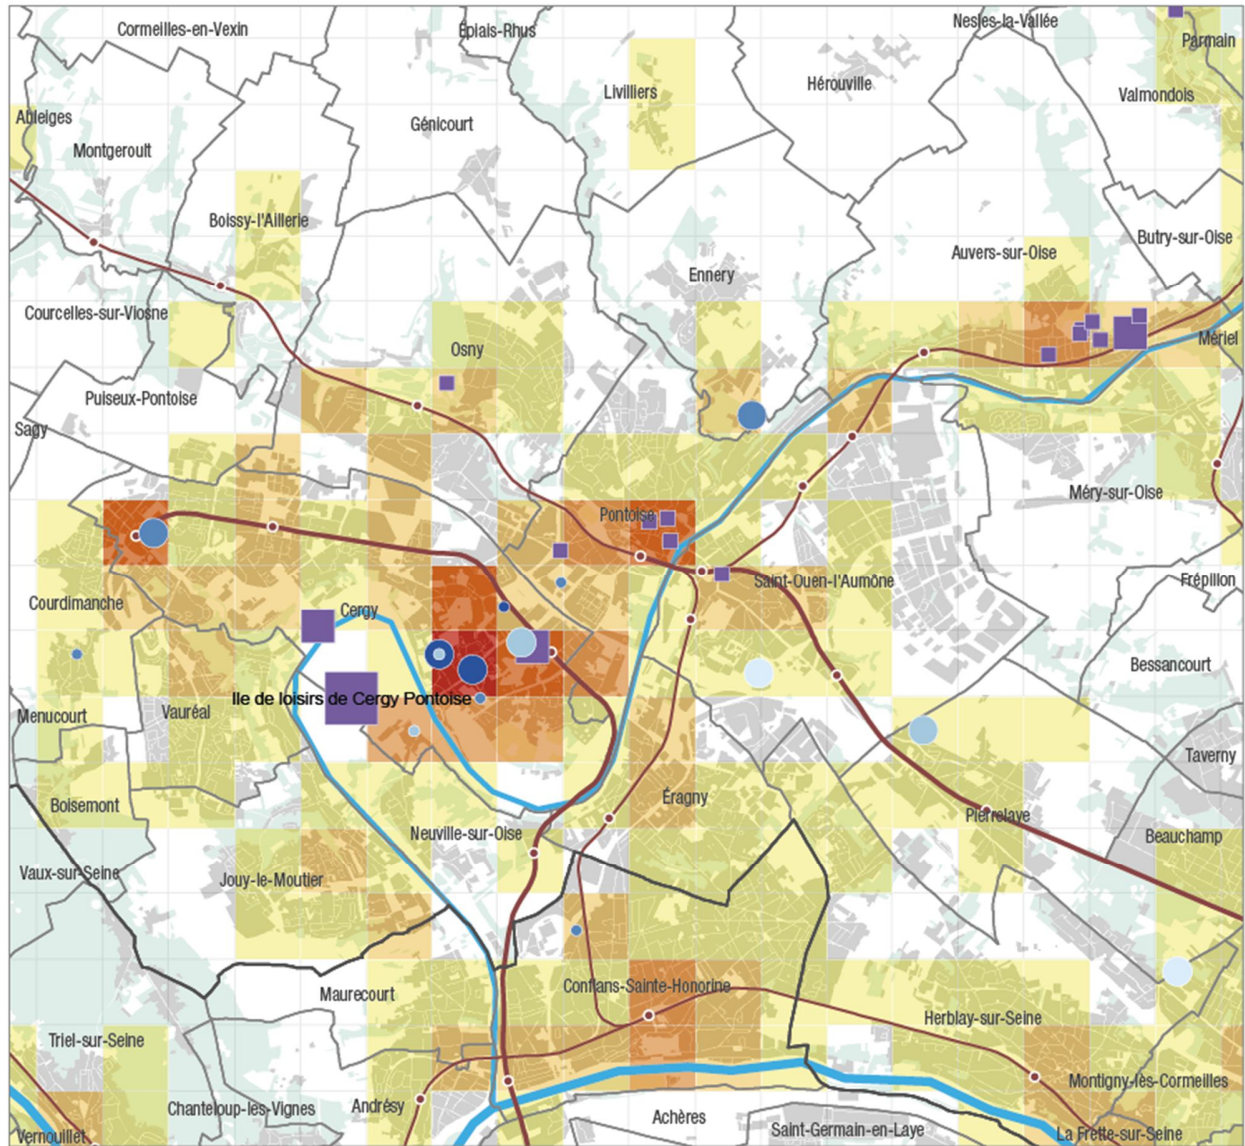 Cormeilles-en-Vexin
Épiais-Rhus
Nesles-la-Vallée
Parmain
Livilliers
Hérouville
Valmondois
Ableiges
Génicourt
Montgeroult
Boissy-l'Aillerie
Butry-sur-Oise
Auvers-sur-Oise
Ennery
Courcelles-sur-Viosne
Mériel
Osny
Puiseux-Pontoise
Sagy
Méry-sur-Oise
Pontoise
Saint-Ouen-l'Aumône
Frépillon
Courdimanche
Cergy
Bessancourt
Ile de loisirs de Cergy Pontoise
Menucourt
Vauréal
Taverny
Éragny
Boisemont
Pierrelaye
Neuville-sur-Oise
Beauchamp
Vaux-sur-Seine
Jouy-le-Moutier
Conflans-Sainte-Honorine
Maurecourt
Herblay-sur-Seine
Triel-sur-Seine
Montigny-lès-Cormeilles
Chanteloup-les-Vignes
Andrésy
Achères
Saint-Germain-en-Laye
La Frette-sur-Seine
Vernouillet